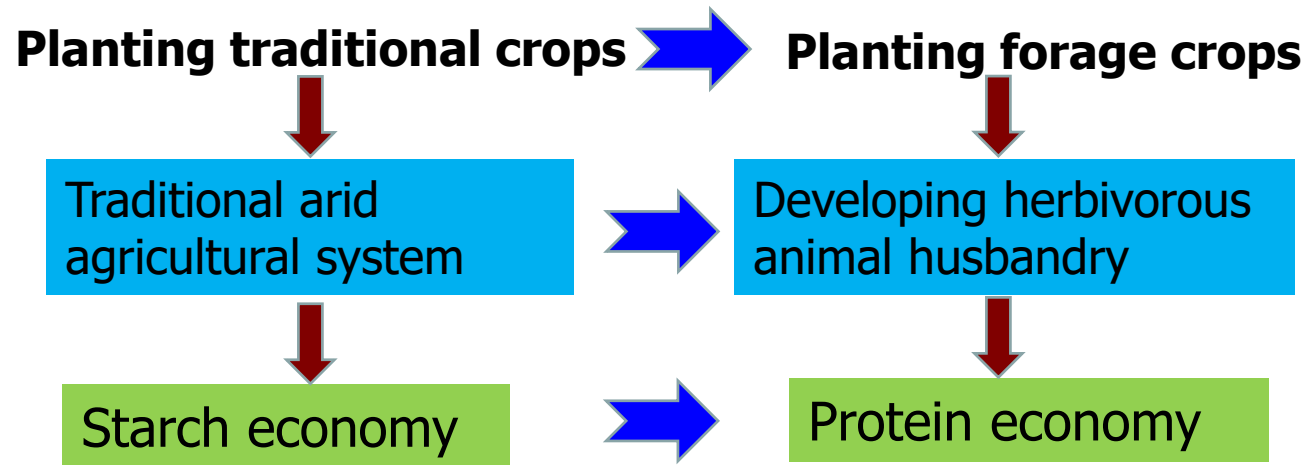 Planting traditional crops
Planting forage crops
Traditional arid
agricultural system
Developing herbivorous
animal husbandry
Starch economy
Protein economy